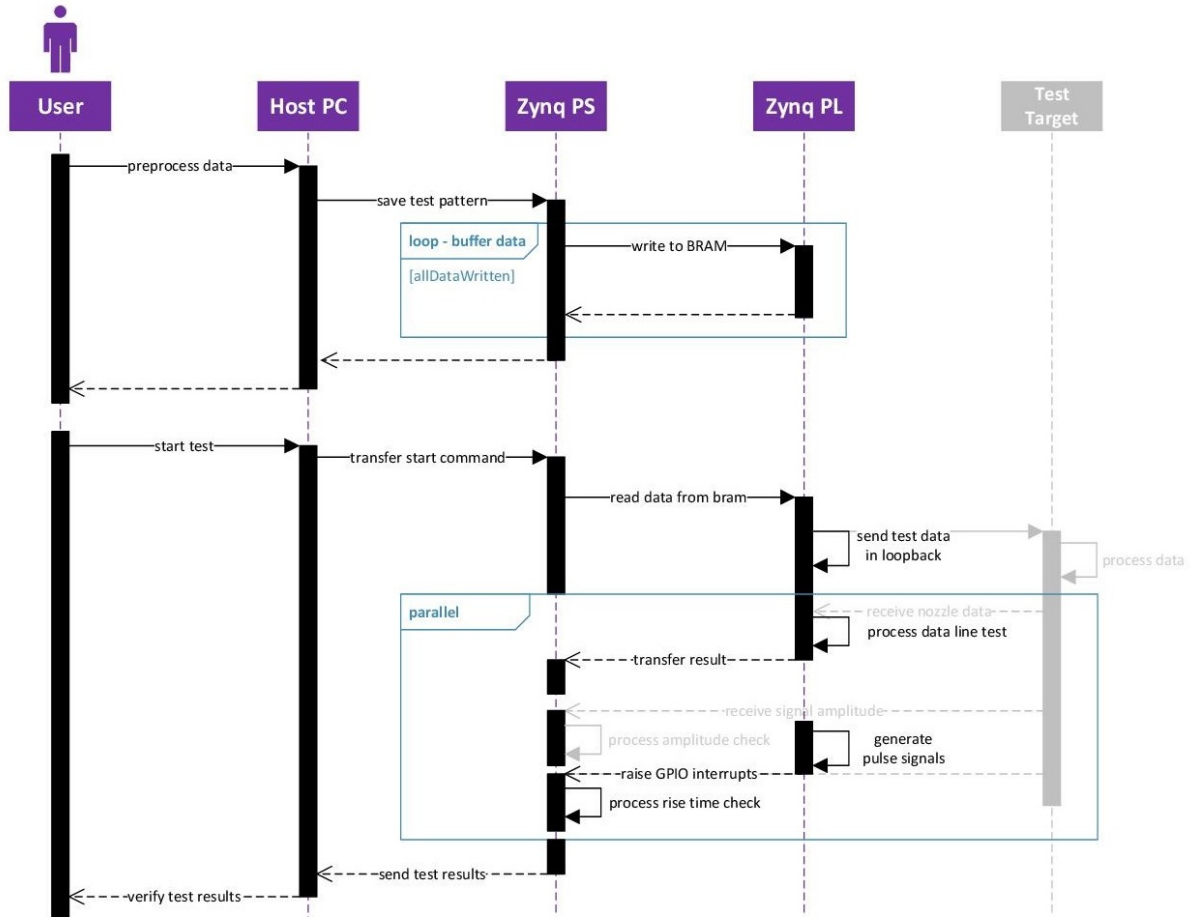 User
Host PC
Zynq PS
Zynq PL
Test
Target
preprocess data
save test pattern
loop - buffer data
write to BRAM
[allDataWritten]
start test
transfer start command
read data from bram
send test data
in loopback
process data
parallel
receive nozzle data
process data line test
transfer result
receive signal amplitude
process amplitude check
generate
pulse signals
raise GPIO interrupts
process rise time check
send test results
verify test results